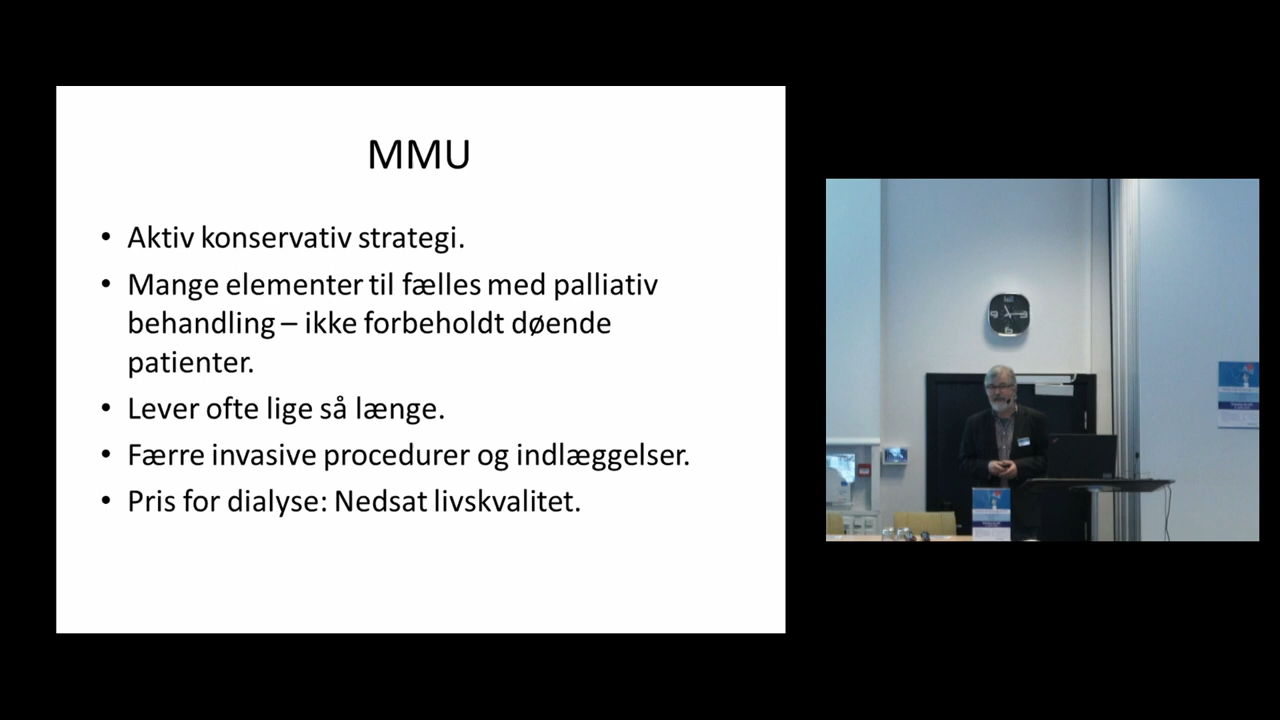 MMU
• Aktiv konservativ strategi.
• Mange elementer til fælles med palliativ
behandling – ikke forbeholdt døende
patienter.
• Lever ofte lige så længe.
• Færre invasive procedurer og indlæggelser.
• Pris for dialyse: Nedsat livskvalitet.